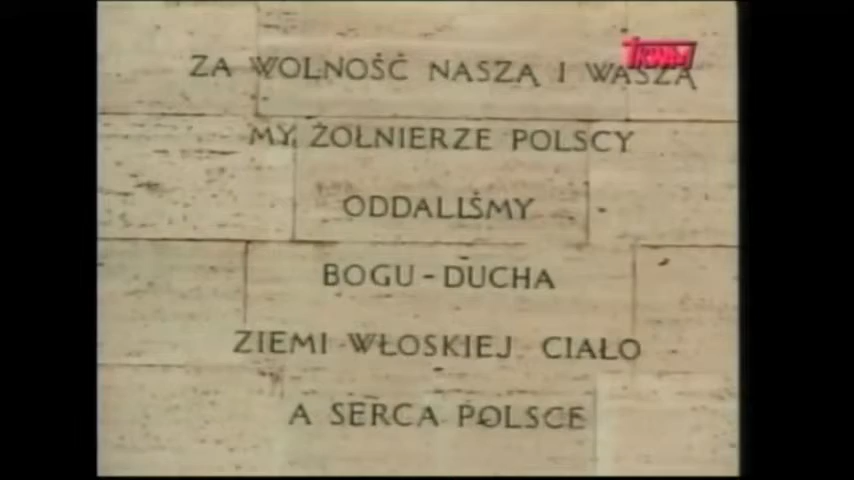 ZA WOLNOŚĆ NASZĄ I WASZĄ
MY ŻOŁNIERZE POLSCY
ODDALIŚMY
BOGU - DUCHA
ZIEMI WŁOSKIEJ CIAŁO
A SERCA POLSCE